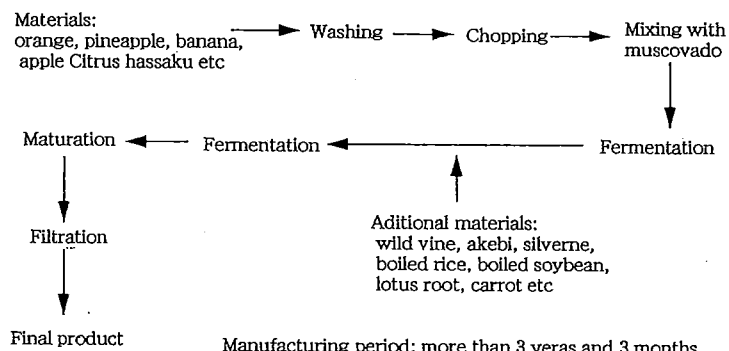 Materials:
orange, pineapple, banana,
apple Citrus hassaku etc
Washing
Chopping
Mixing with
muscovado
Fermentation
Fermentation
Maturation
Aditional materials:
wild vine, akebi, silverne,
boiled rice, boiled soybean,
lotus root, carrot etc
Filtration
Final product
Manufacturing period: more than 3 veras and 3 months